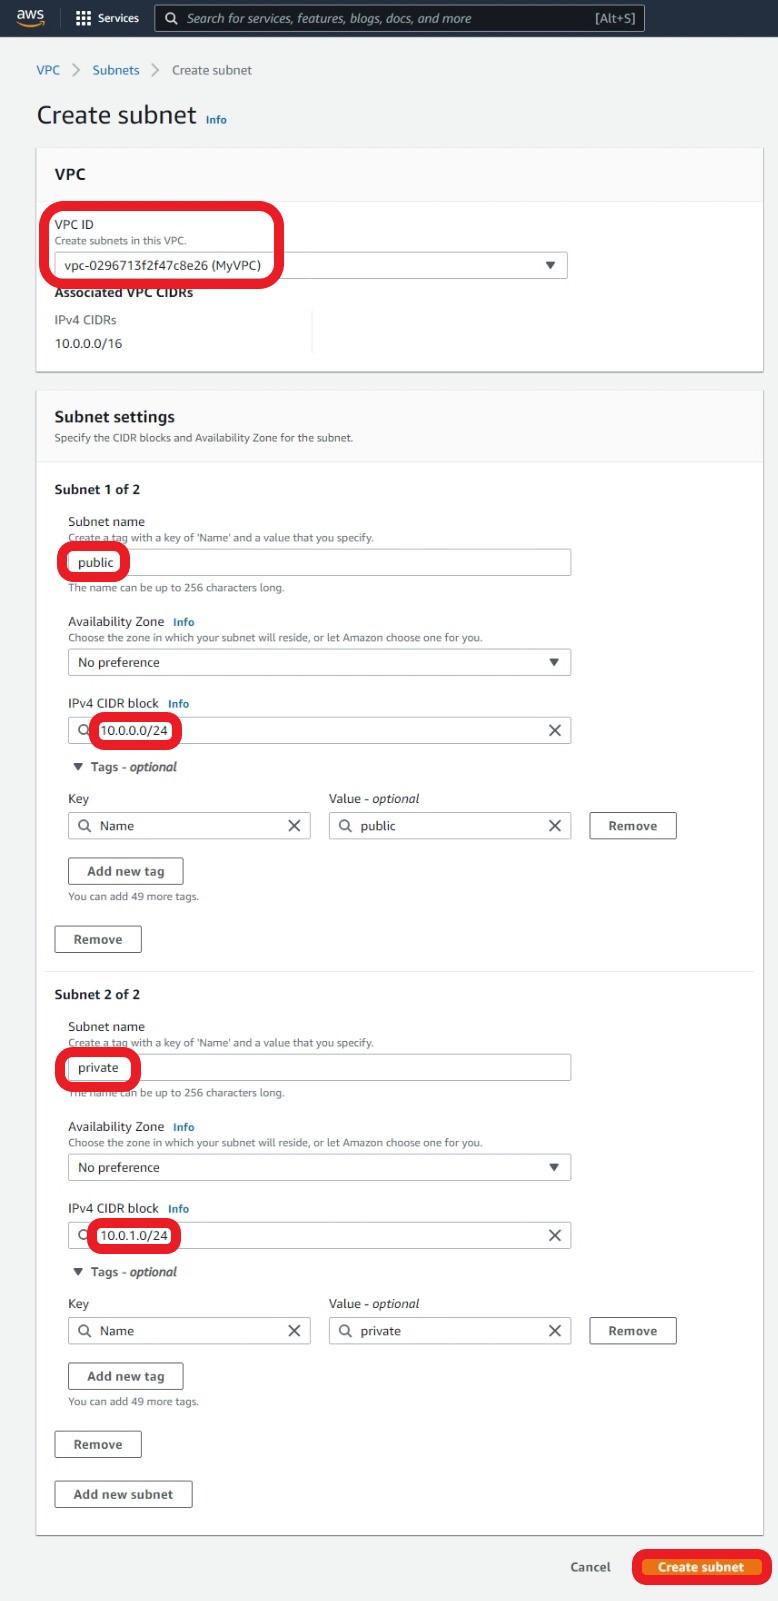 aws Services Search for services, features, blogs, docs, and more [Alt+S]
VPC Subnets Create subnet
Create subnet Info
VPC
VPC ID
Create subnets in this VPC.
vpc-0296713f2f47c8e26 (MyVPC)
Associated VPC CIDRs
IPv4 CIDRs
10.0.0.0/16
Subnet settings
Specify the CIDR blocks and Availability Zone for the subnet.
Subnet 1 of 2
Subnet name
Create a tag with a key of 'Name' and a value that you specify.
public
The name can be up to 256 characters long.
Availability Zone Info
Choose the zone in which your subnet will reside, or let Amazon choose one for you.
No preference
IPv4 CIDR block Info
10.0.0.0/24
Tags - optional
Key Value - optional
Name public Remove
Add new tag
You can add 49 more tags.
Remove
Subnet 2 of 2
Subnet name
Create a tag with a key of 'Name' and a value that you specify.
private
The name can be up to 256 characters long.
Availability Zone Info
Choose the zone in which your subnet will reside, or let Amazon choose one for you.
No preference
IPv4 CIDR block Info
10.0.1.0/24
Tags - optional
Key Value - optional
Name private Remove
Add new tag
You can add 49 more tags.
Remove
Add new subnet
Cancel Create subnet